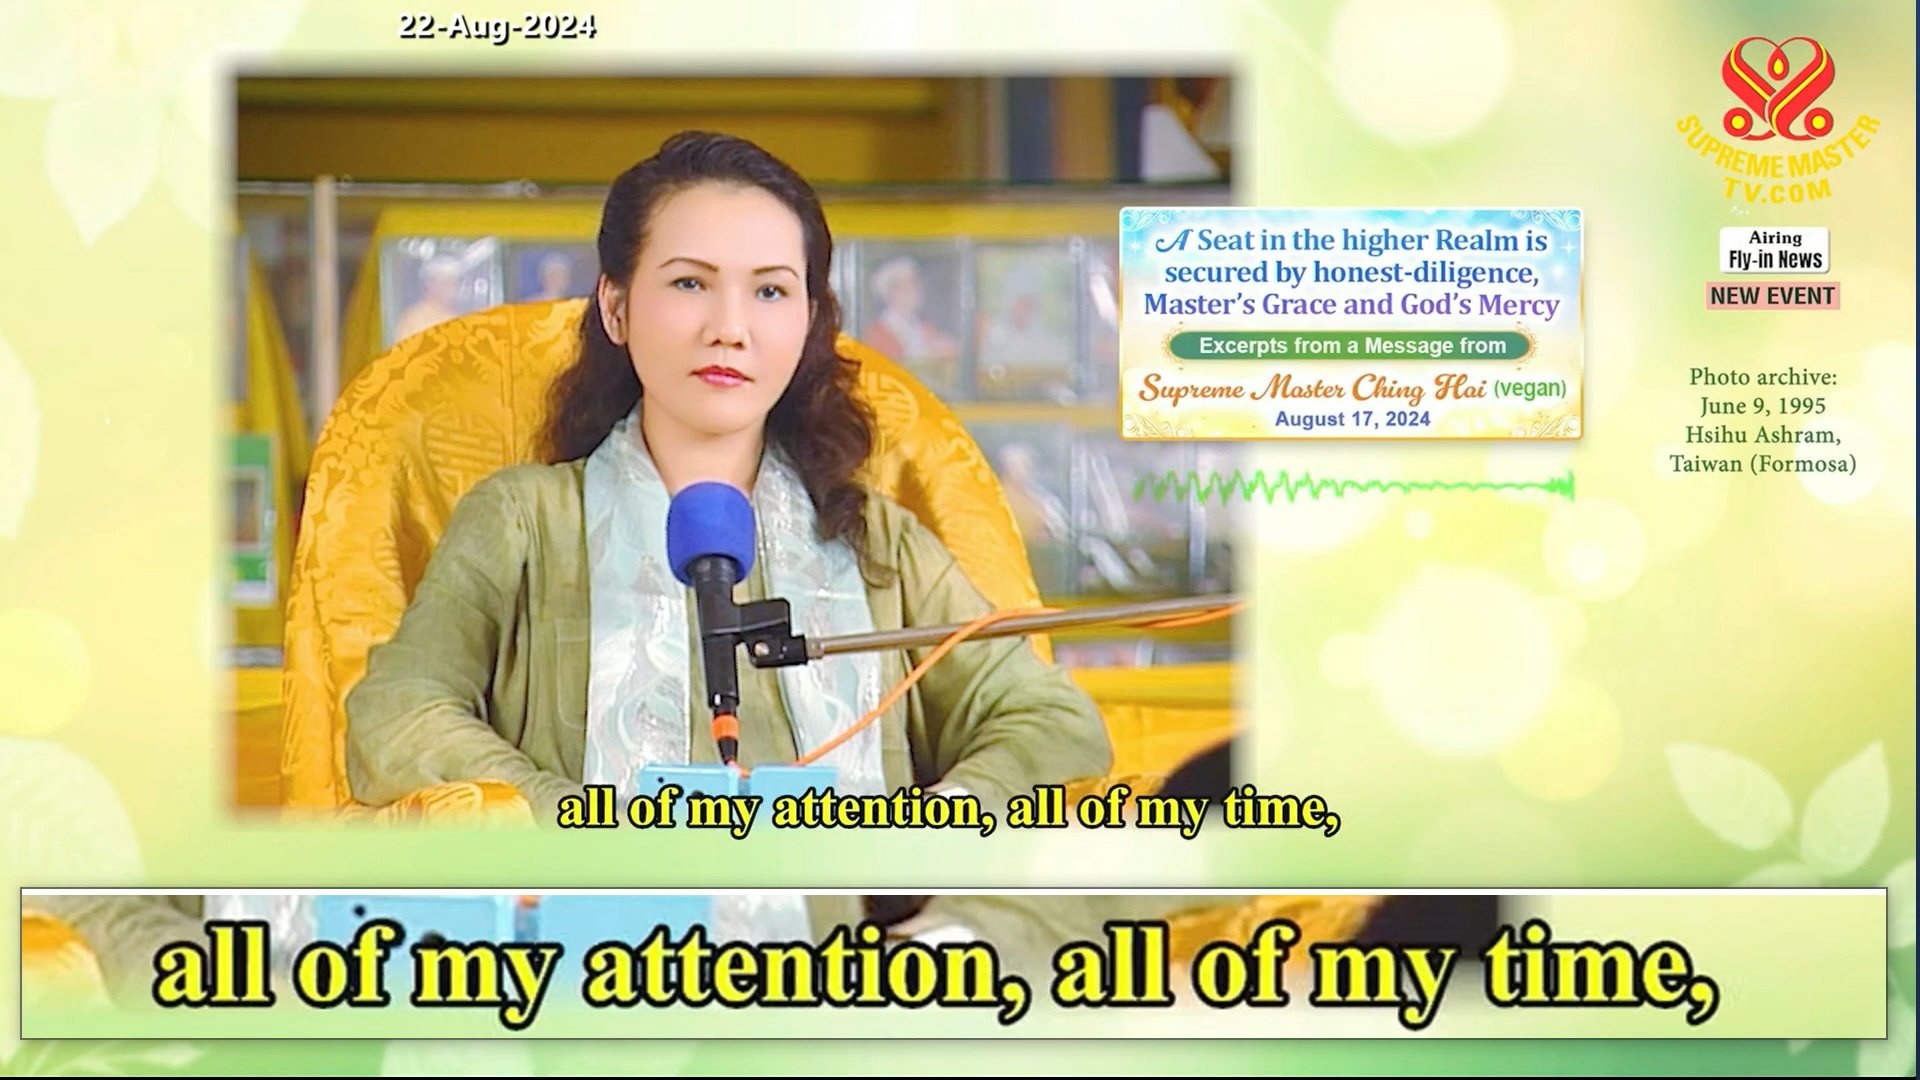 22-Aug-2024
SUPREME MASTER
TV.COM
A Seat in the higher Realm is
secured by honest-diligence,
Master's Grace and God's Mercy
Excerpts from a Message from
Supreme Master Ching Hai (vegan)
August 17, 2024
Airing
Fly-in News
NEW EVENT
Photo archive:
June 9, 1995
Hsihu Ashram,
Taiwan (Formosa)
all of my attention, all of my time,
all of my attention, all of my time,